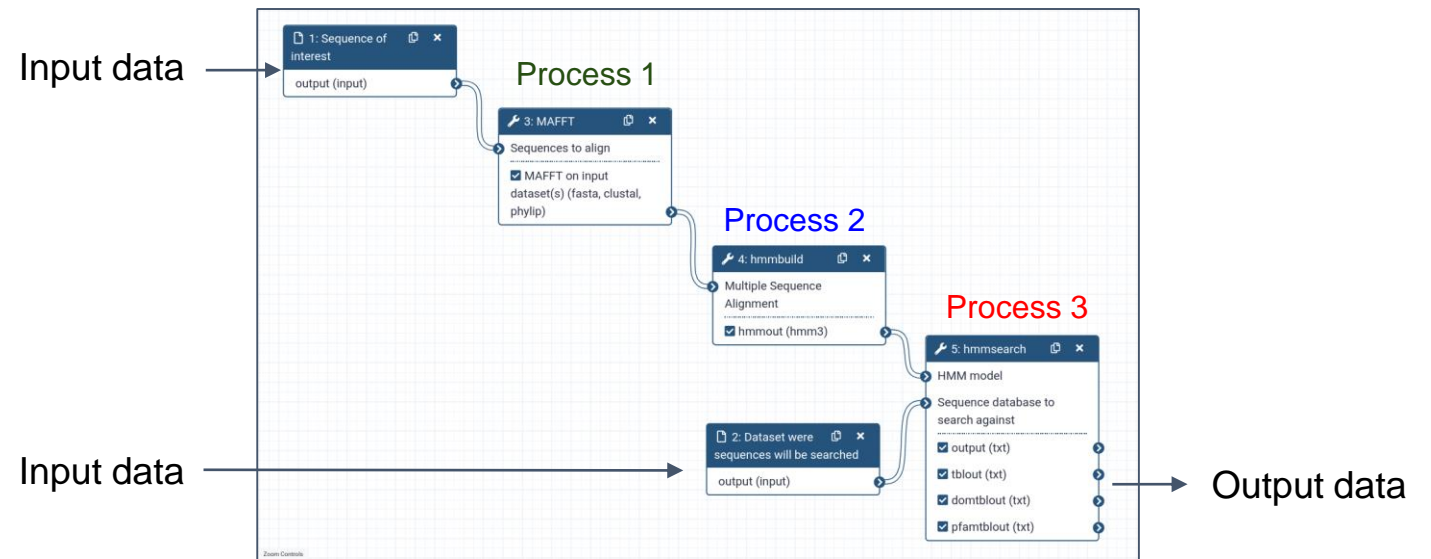 Input data
1: Sequence of
interest
output (input)
Process 1
3: MAFFT
Sequences to align
MAFFT on input
dataset(s) (fasta, clustal,
phylip)
Process 2
4: hmmbuild
Multiple Sequence
Alignment
hmmout (hmm3)
Process 3
5: hmmsearch
HMM model
Sequence database to
search against
output (txt)
tblout (txt)
domtblout (txt)
pfamtblout (txt)
Input data
2: Dataset were
sequences will be searched
output (input)
Output data
Zoom Controls